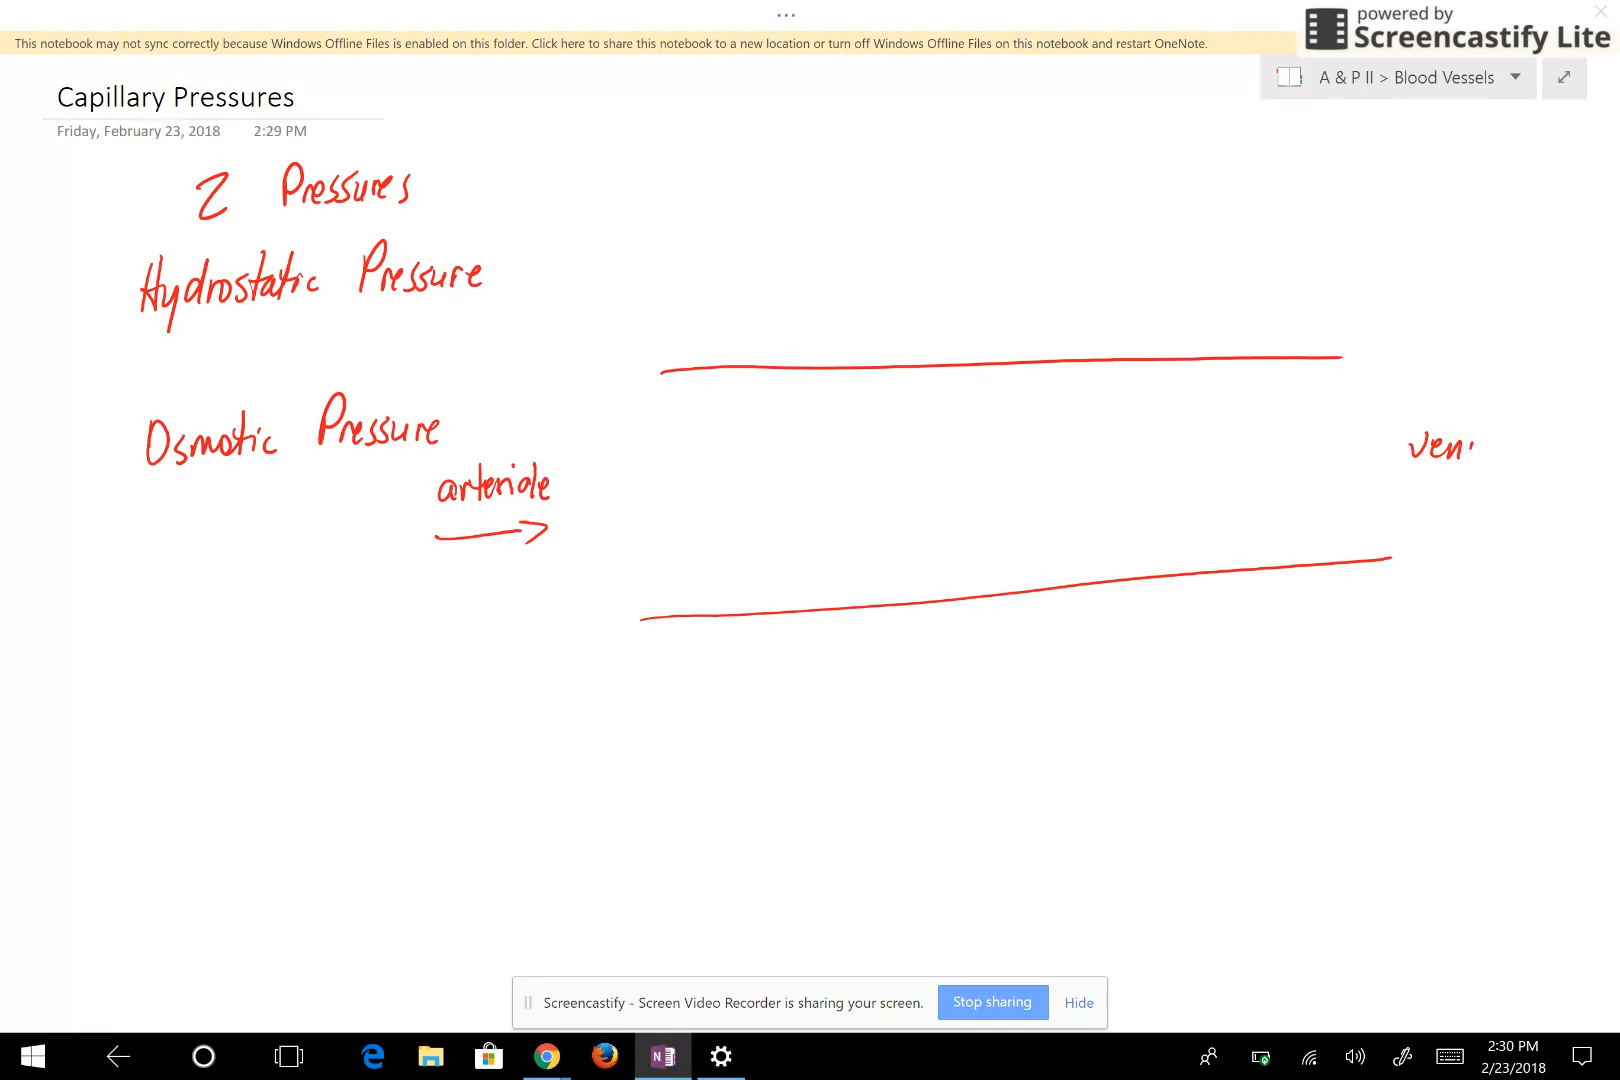 powered by
Screencastify Lite
This notebook may not sync correctly because Windows Offline Files is enabled on this folder. Click here to share this notebook to a new location or turn off Windows Offline Files on this notebook and restart OneNote.
A & P II > Blood Vessels
Capillary Pressures
Friday, February 23, 2018 2:29 PM
2 Pressures
Hydrostatic Pressure
Osmotic Pressure
arteriole
ven
Screencastify - Screen Video Recorder is sharing your screen. Stop sharing Hide
2:30 PM
2/23/2018